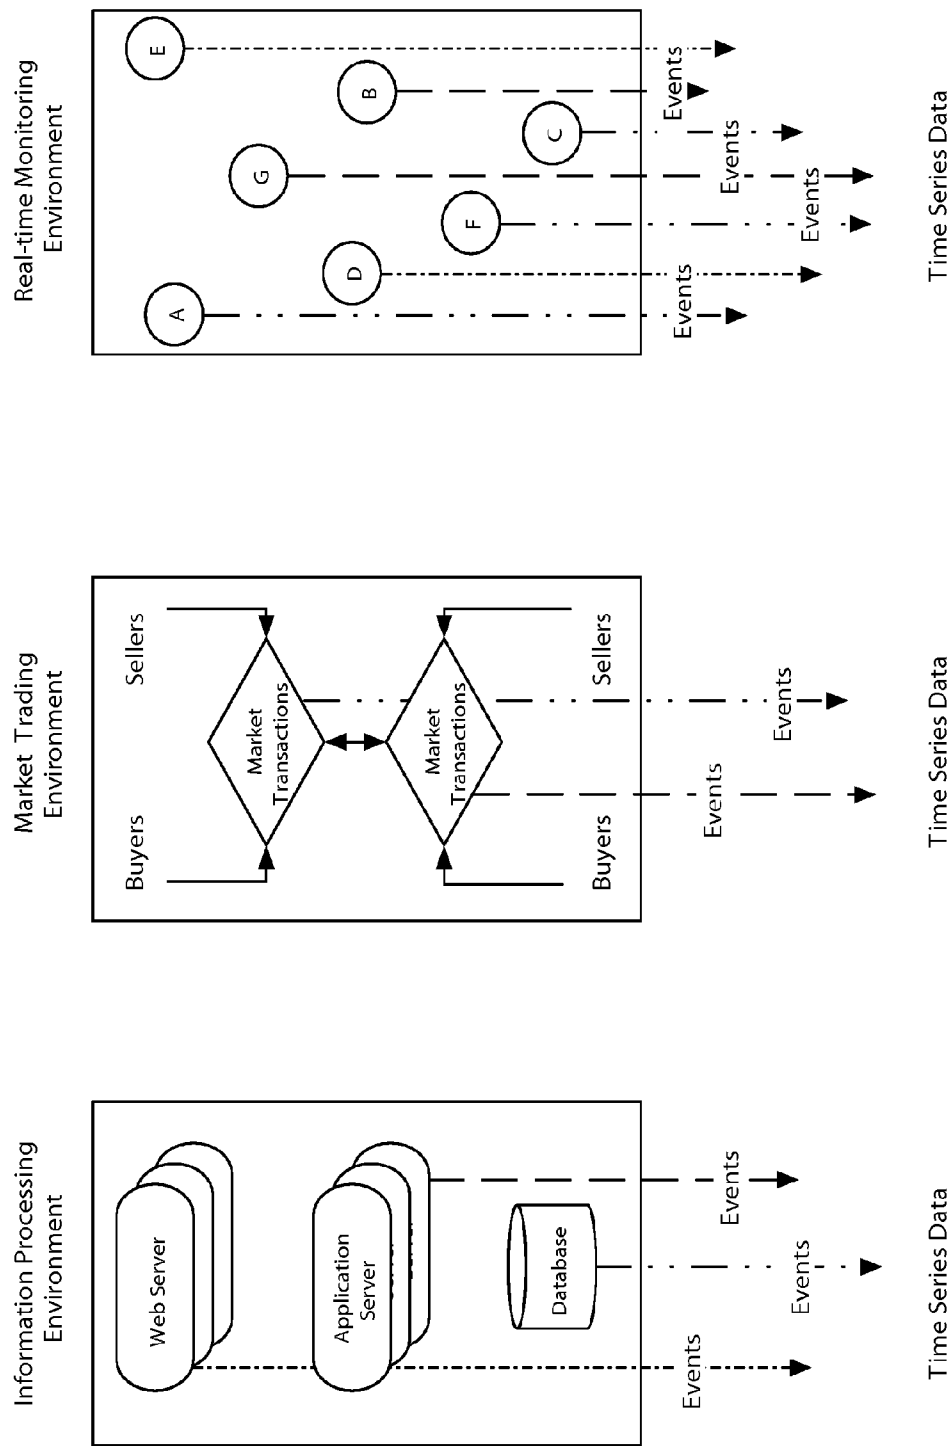 Information Processing
Environment
Web Server
Application
Server
Database
Events
Events
Events
Time Series Data
Market Trading
Environment
Buyers
Sellers
Market
Transactions
Market
Transactions
Buyers
Sellers
Events
Events
Time Series Data
Real-time Monitoring
Environment
E
A
G
D
B
F
C
Events
Events
Events
Events
Time Series Data